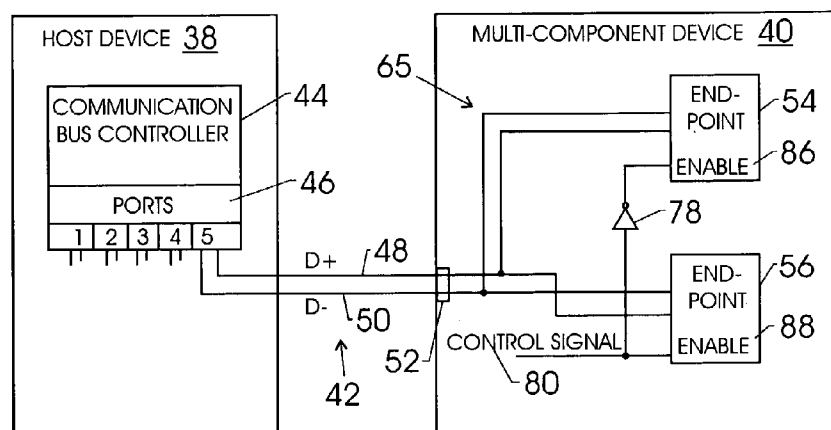 HOST DEVICE 38
COMMUNICATION
BUS CONTROLLER
44
46
PORTS
1 2 3 4 5
D+
48
D-
50
42
52
MULTI-COMPONENT DEVICE 40
65
END-
POINT
54
ENABLE
86
78
END-
POINT
56
ENABLE
88
CONTROL SIGNAL
80